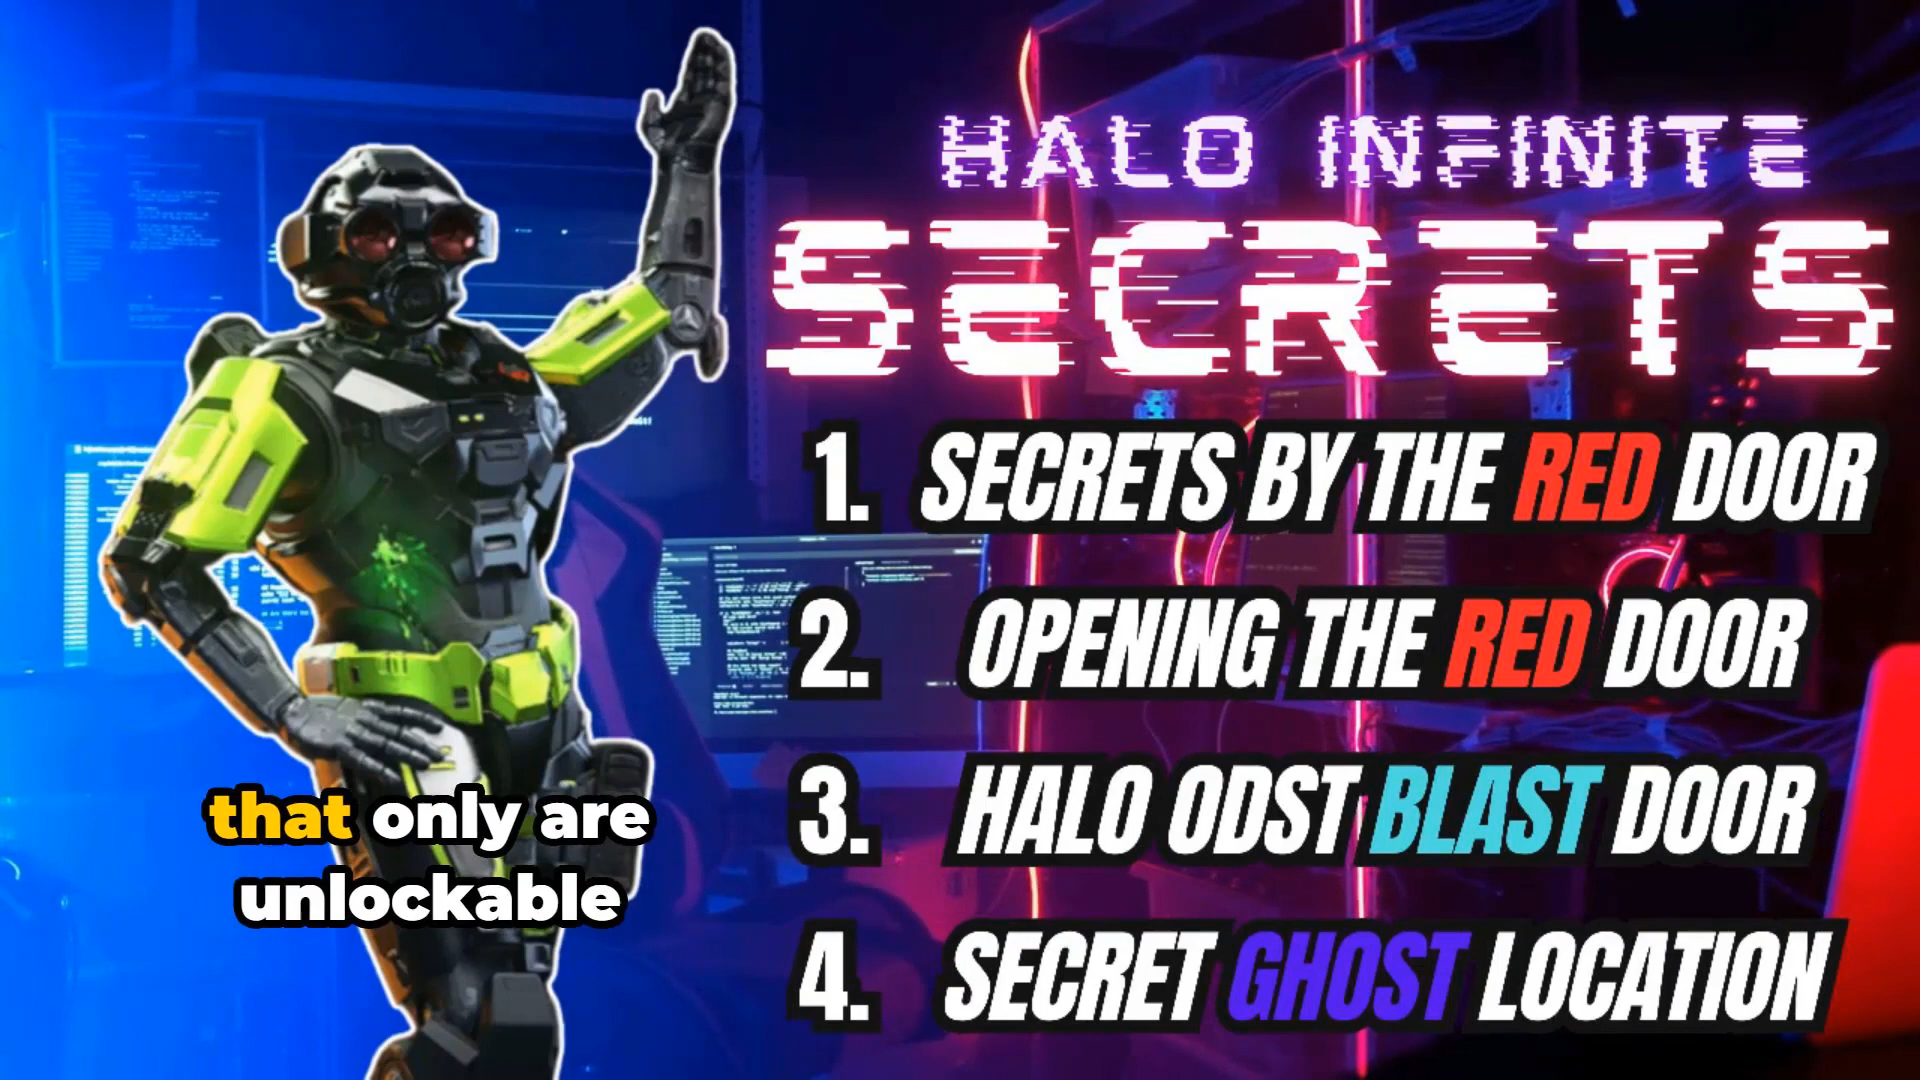 HALO INFINITE
SECRETS
1. SECRETS BY THE RED DOOR
2. OPENING THE RED DOOR
3. HALO ODST BLAST DOOR
4. SECRET GHOST LOCATION
that only are
unlockable